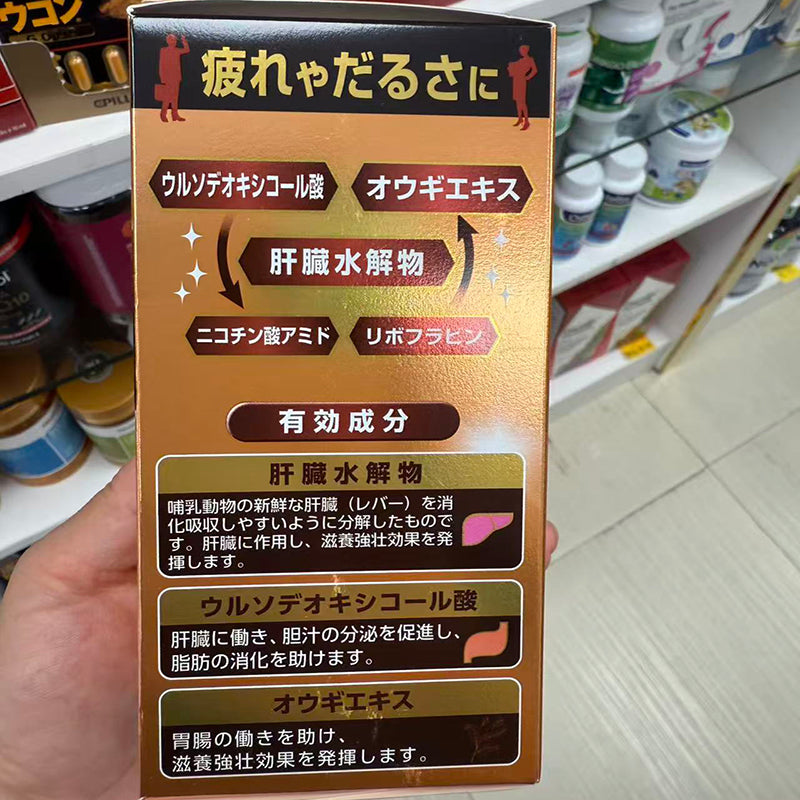 ウコン
EPILL
疲れやだるさに
ウルソデオキシコール酸
オウギエキス
肝臓水解物
ニコチン酸アミド
リボフラビン
有効成分
肝臓水解物
哺乳動物の新鮮な肝臓（レバー）を消
化吸収しやすいように分解したもので
す。肝臓に作用し、滋養強壮効果を発
揮します。
ウルソデオキシコール酸
肝臓に働き、胆汁の分泌を促進し、
脂肪の消化を助けます。
オウギエキス
胃腸の働きを助け、
滋養強壮効果を発揮します。